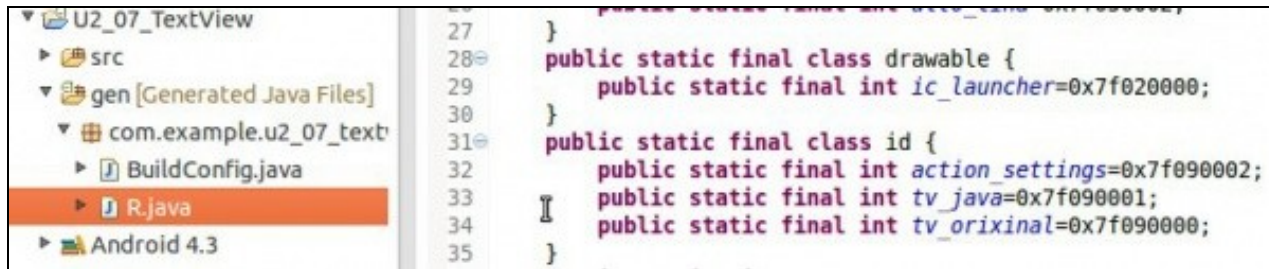 U2_07_TextView
src
gen [Generated Java Files]
com.example.u2_07_text
BuildConfig.java
R.java
Android 4.3
27 }
28 public static final class drawable {
29 public static final int ic_launcher=0x7f020000;
30 }
31 public static final class id {
32 public static final int action_settings=0x7f090002;
33 public static final int tv_java=0x7f090001;
34 public static final int tv_orixinal=0x7f090000;
35 }